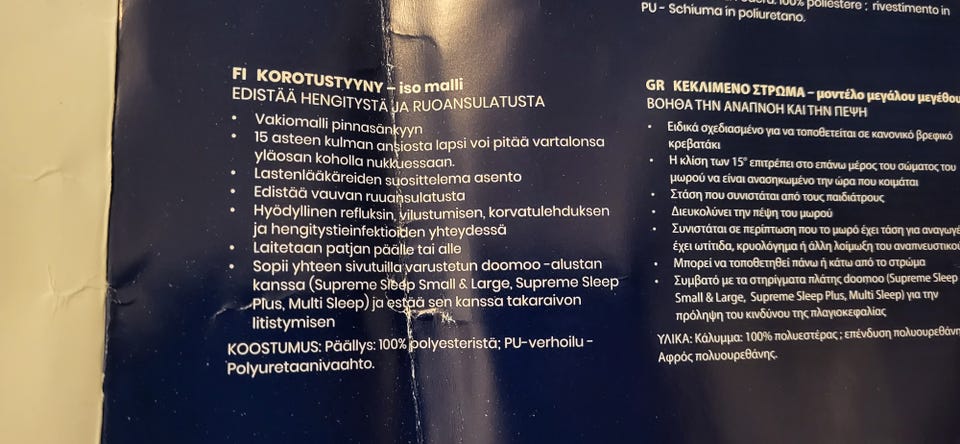 100% poliestere ; rivestimento in
PU - Schiuma in poliuretano.
FI KOROTUSTYYNY – iso malli
EDISTÄÄ HENGITYSTÄ JA RUOANSULATUSTA
• Vakiomalli pinnasänkyyn
• 15 asteen kulman ansiosta lapsi voi pitää vartalonsa
yläosan koholla nukkuessaan.
• Lastenlääkäreiden suosittelema asento
• Edistää vauvan ruuansulatusta
• Hyödyllinen refluksin, vilustumisen, korvatulehduksen
ja hengitystieinfektioiden yhteydessä
• Laitetaan patjan päälle tai alle
• Sopii yhteen sivutuilla varustetun doomoo -alustan
kanssa (Supreme Sleep Small & Large, Supreme Sleep
Plus, Multi Sleep) ja estää sen kanssa takaraivon
litistymisen
KOOSTUMUS: Päällys: 100% polyesteristä; PU-verhoilu -
Polyuretaanivaahto.
GR ΚΕΚΛΙΜΕΝΟ ΣΤΡΩΜΑ – μοντέλο μεγάλου μεγέθου
ΒΟΗΘΑ ΤΗΝ ΑΝΑΠΝΟΗ ΚΑΙ ΤΗΝ ΠΕΨΗ
• Ειδικά σχεδιασμένο για να τοποθετείται σε κανονικό βρεφικό
κρεβατάκι
• Η κλίση των 15° επιτρέπει στο επάνω μέρος του σώματος του
μωρού να είναι ανασηκωμένο την ώρα που κοιμάται
• Στάση που συνιστάται από τους παιδιάτρους
• Διευκολύνει την πέψη του μωρού
• Συνιστάται σε περίπτωση που το μωρό έχει τάση για αναγωγέ
έχει ωτίτιδα, κρυολόγημα ή άλλη λοίμωξη του αναπνευστικού
• Μπορεί να τοποθετηθεί πάνω ή κάτω από το στρώμα
• Συμβατό με τα στηρίγματα πλάτης doomoo (Supreme Sleep
Small & Large, Supreme Sleep Plus, Multi Sleep) για την
πρόληψη του κινδύνου της πλαγιοκεφαλίας
ΥΛΙΚΑ: Κάλυμμα: 100% πολυεστέρας ; επένδυση πολυουρεθάνη
Αφρός πολυουρεθάνης.